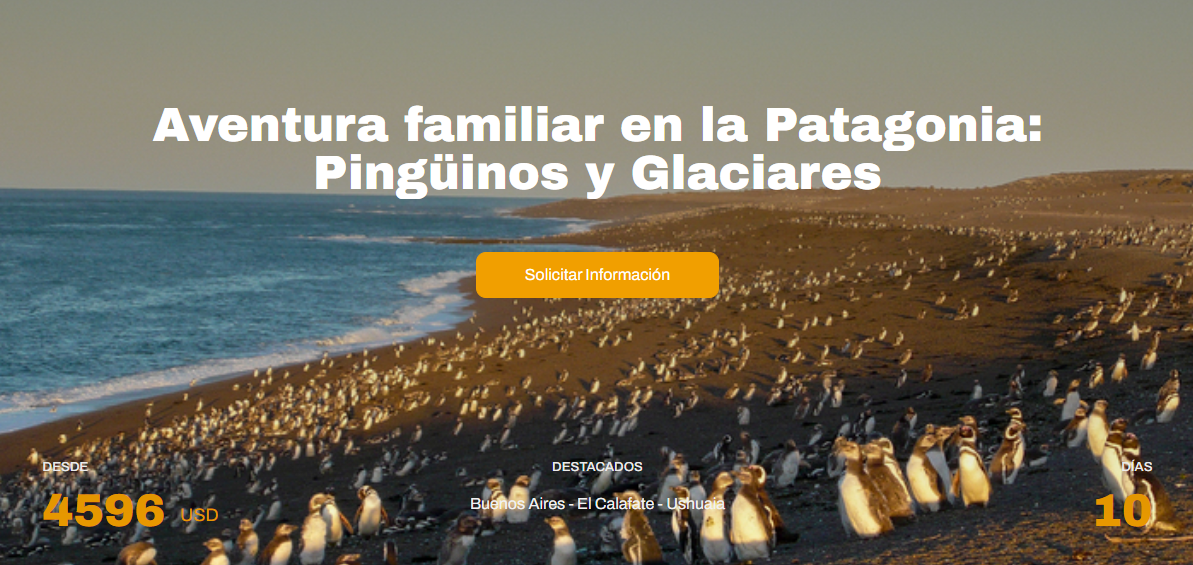 Aventura familiar en la Patagonia:
Pingüinos y Glaciares
Solicitar Información
DESDE
4596 USD
DESTACADOS
Buenos Aires - El Calafate - Ushuaia
DÍAS
10